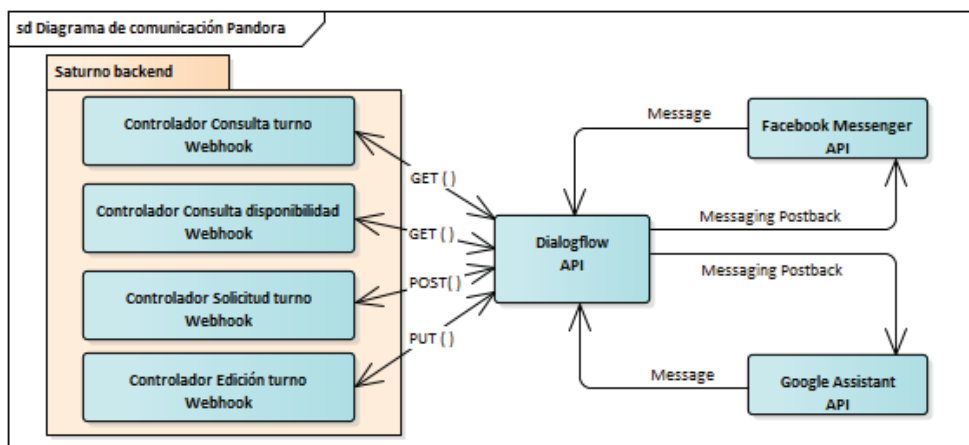 sd Diagrama de comunicación Pandora
Saturno backend
Controlador Consulta turno
Webhook
Controlador Consulta disponibilidad
Webhook
Controlador Solicitud turno
Webhook
Controlador Edición turno
Webhook
GET ( )
GET ( )
POST( )
PUT ( )
Dialogflow
API
Message
Facebook Messenger
API
Messaging Postback
Messaging Postback
Message
Google Assistant
API